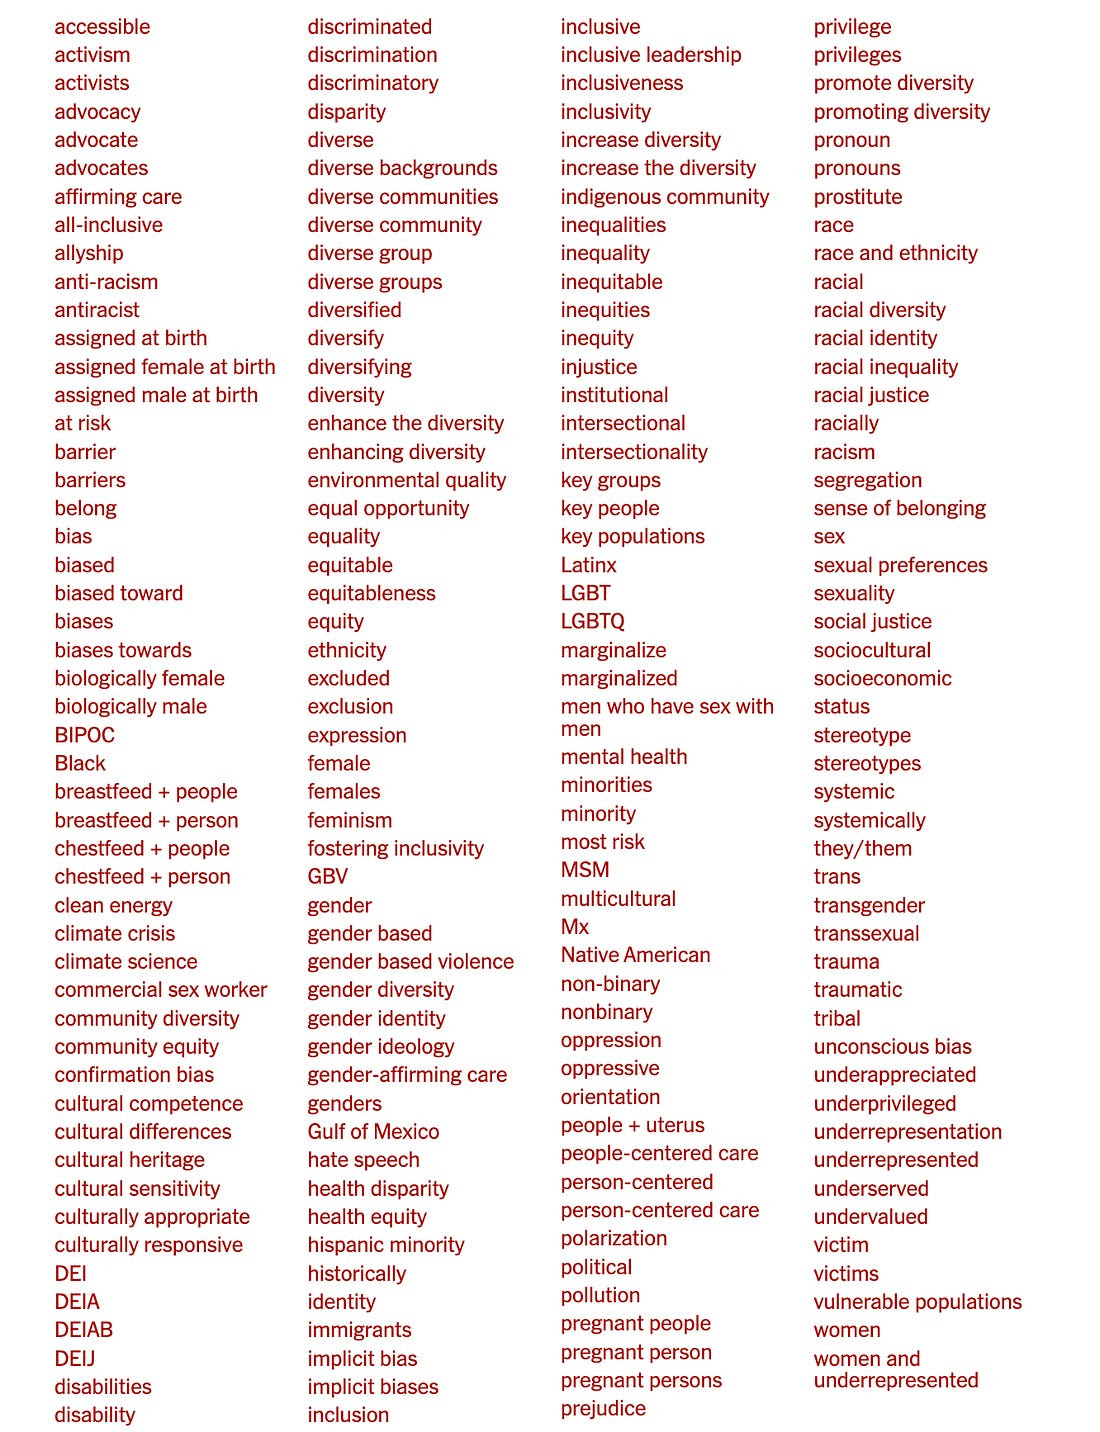 accessible
activism
activists
advocacy
advocate
advocates
affirming care
all-inclusive
allyship
anti-racism
antiracist
assigned at birth
assigned female at birth
assigned male at birth
at risk
barrier
barriers
belong
bias
biased
biased toward
biases
biases towards
biologically female
biologically male
BIPOC
Black
breastfeed + people
breastfeed + person
chestfeed + people
chestfeed + person
clean energy
climate crisis
climate science
commercial sex worker
community diversity
community equity
confirmation bias
cultural competence
cultural differences
cultural heritage
cultural sensitivity
culturally appropriate
culturally responsive
DEI
DEIA
DEIAB
DEIJ
disabilities
disability
discriminated
discrimination
discriminatory
disparity
diverse
diverse backgrounds
diverse communities
diverse community
diverse group
diverse groups
diversified
diversify
diversifying
diversity
enhance the diversity
enhancing diversity
environmental quality
equal opportunity
equality
equitable
equitableness
equity
ethnicity
excluded
exclusion
expression
female
females
feminism
fostering inclusivity
GBV
gender
gender based
gender based violence
gender diversity
gender identity
gender ideology
gender-affirming care
genders
Gulf of Mexico
hate speech
health disparity
health equity
hispanic minority
historically
identity
immigrants
implicit bias
implicit biases
inclusion
inclusive
inclusive leadership
inclusiveness
inclusivity
increase diversity
increase the diversity
indigenous community
inequalities
inequality
inequitable
inequities
inequity
injustice
institutional
intersectional
intersectionality
key groups
key people
key populations
Latinx
LGBT
LGBTQ
marginalize
marginalized
men who have sex with
men
mental health
minorities
minority
most risk
MSM
multicultural
Mx
Native American
non-binary
nonbinary
oppression
oppressive
orientation
people + uterus
people-centered care
person-centered
person-centered care
polarization
political
pollution
pregnant people
pregnant person
pregnant persons
prejudice
privilege
privileges
promote diversity
promoting diversity
pronoun
pronouns
prostitute
race
race and ethnicity
racial
racial diversity
racial identity
racial inequality
racial justice
racially
racism
segregation
sense of belonging
sex
sexual preferences
sexuality
social justice
sociocultural
socioeconomic
status
stereotype
stereotypes
systemic
systemically
they/them
trans
transgender
transsexual
trauma
traumatic
tribal
unconscious bias
underappreciated
underprivileged
underrepresentation
underrepresented
underserved
undervalued
victim
victims
vulnerable populations
women
women and
underrepresented